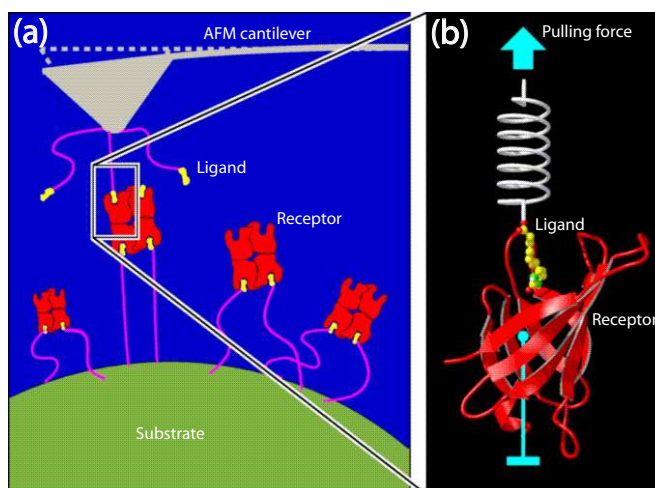 (a)
AFM cantilever
Ligand
Receptor
Substrate
(b)
Pulling force
Ligand
Receptor